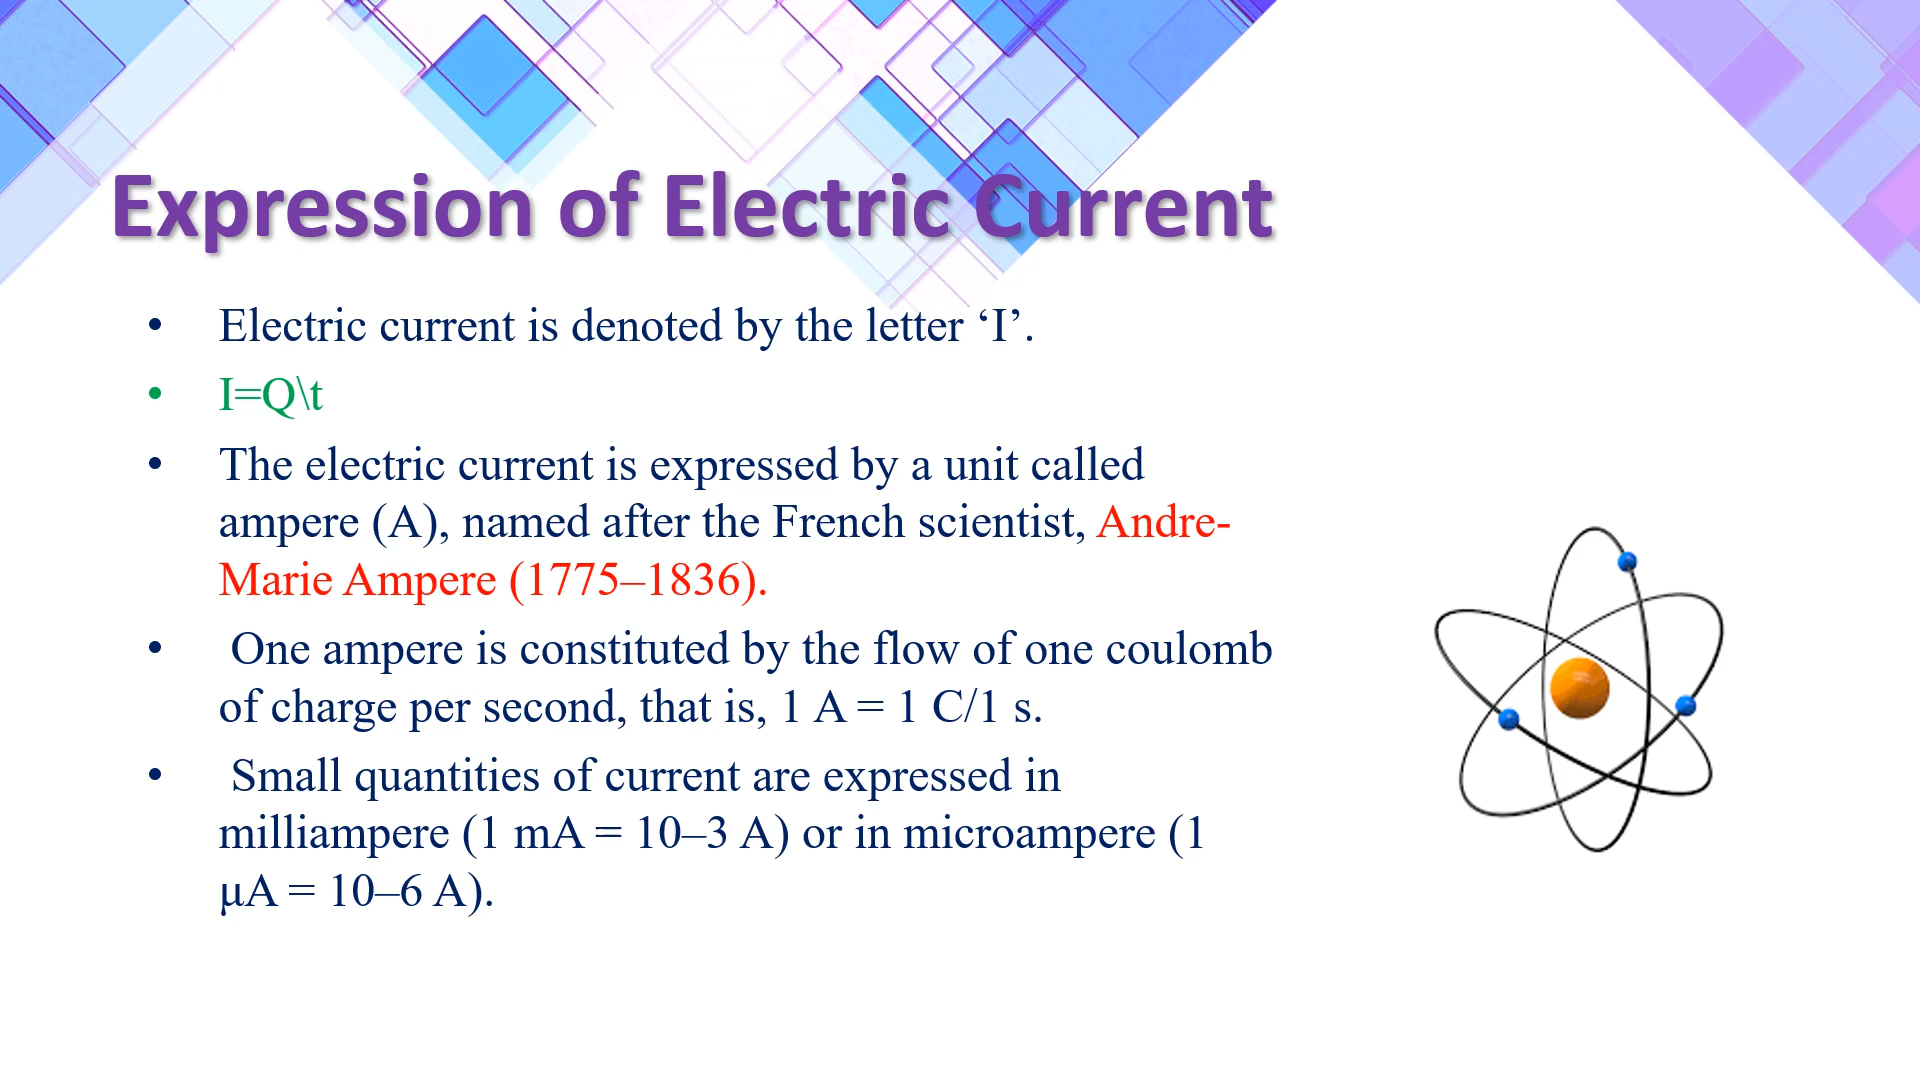 Expression of Electric Current
• Electric current is denoted by the letter ‘I’.
• I=Q\t
• The electric current is expressed by a unit called
ampere (A), named after the French scientist, Andre-
Marie Ampere (1775–1836).
• One ampere is constituted by the flow of one coulomb
of charge per second, that is, 1 A = 1 C/1 s.
• Small quantities of current are expressed in
milliampere (1 mA = 10–3 A) or in microampere (1
μA = 10–6 A).